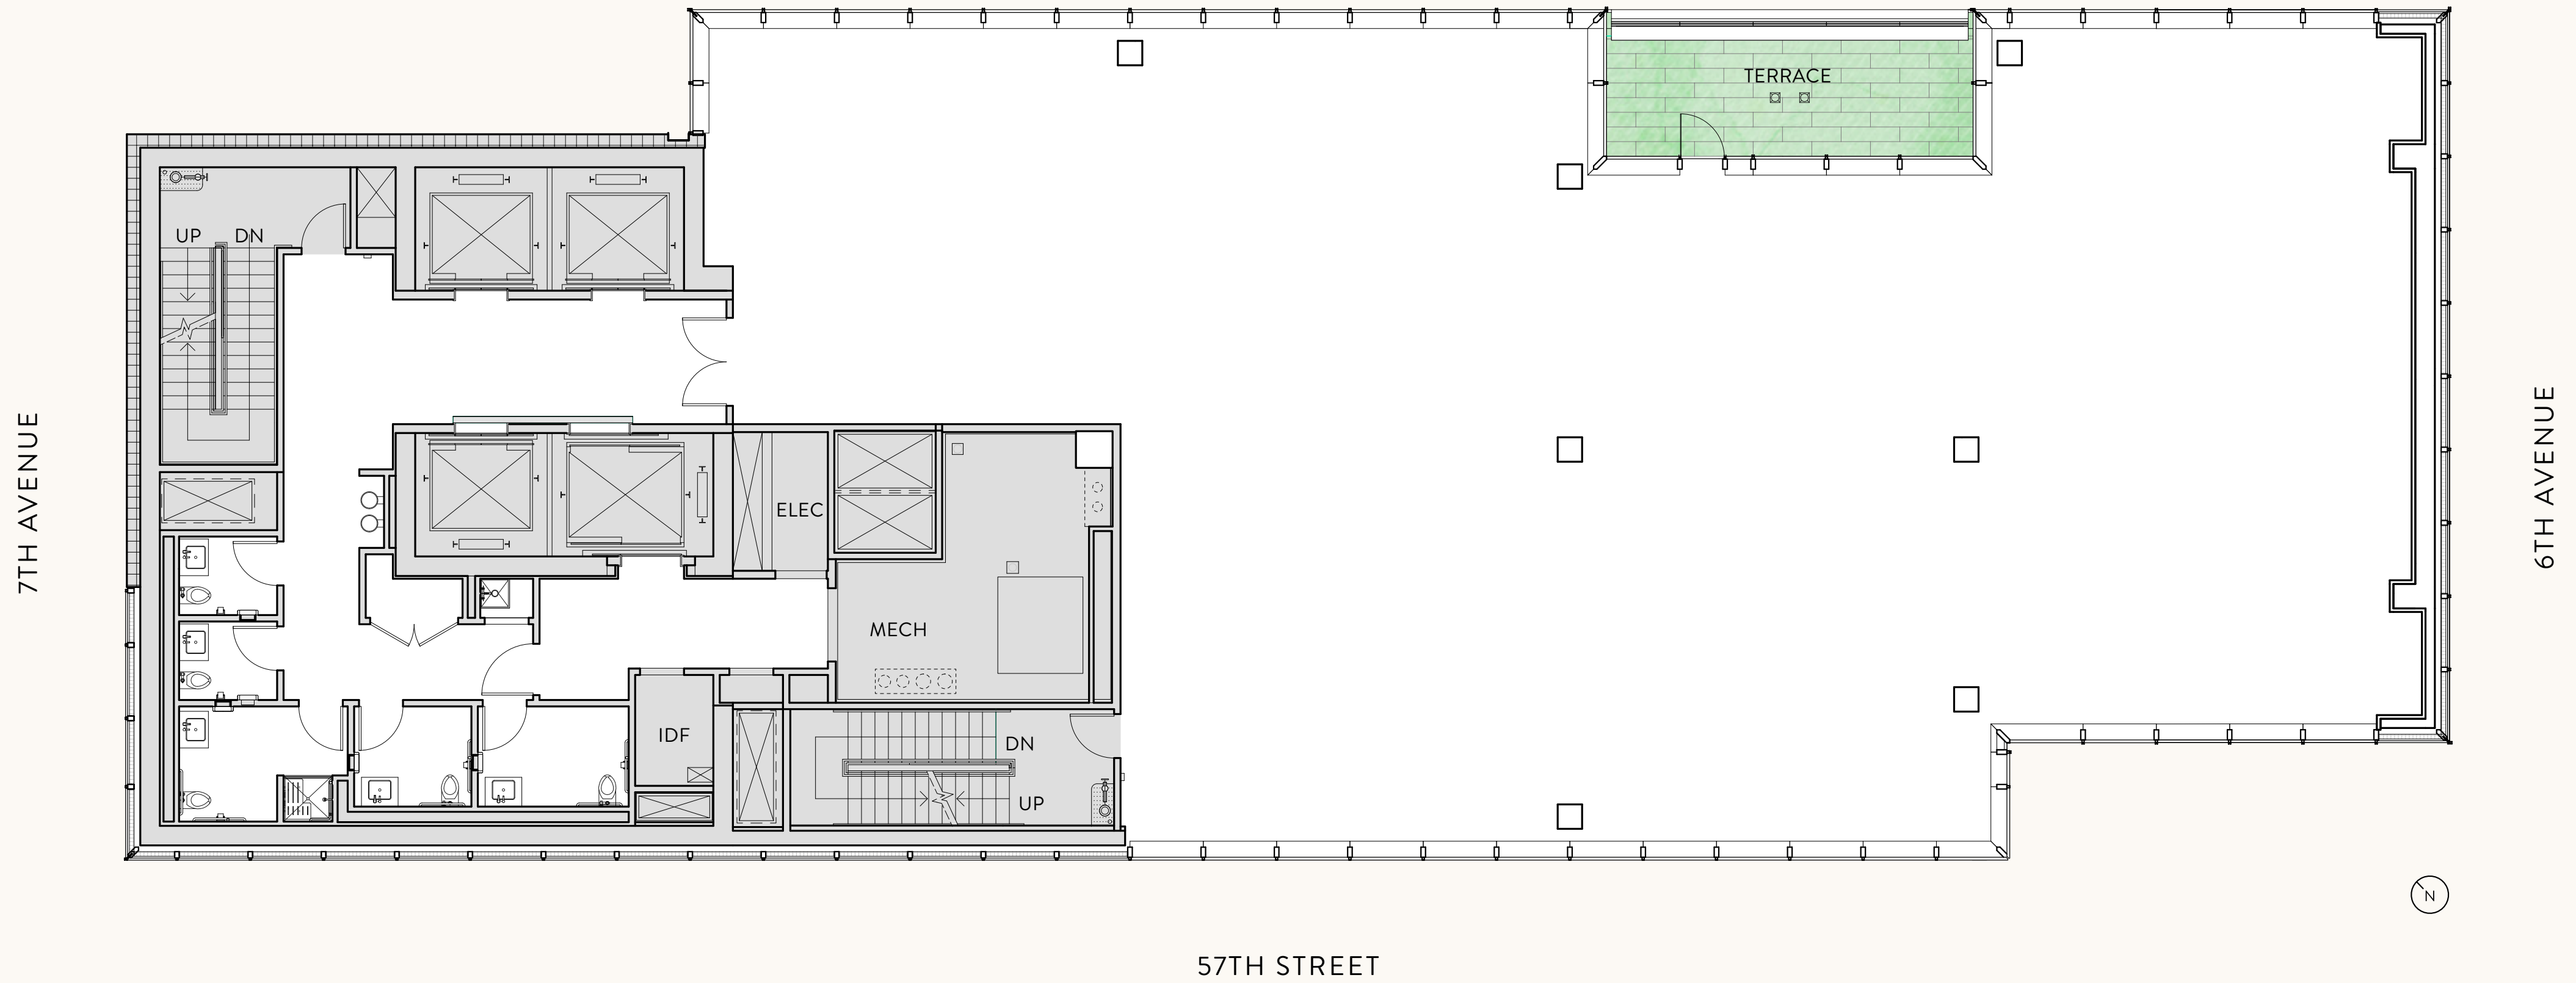 TERRACE
UP DN
7TH AVENUE
6TH AVENUE
ELEC
MECH
IDF
DN
UP
N
57TH STREET